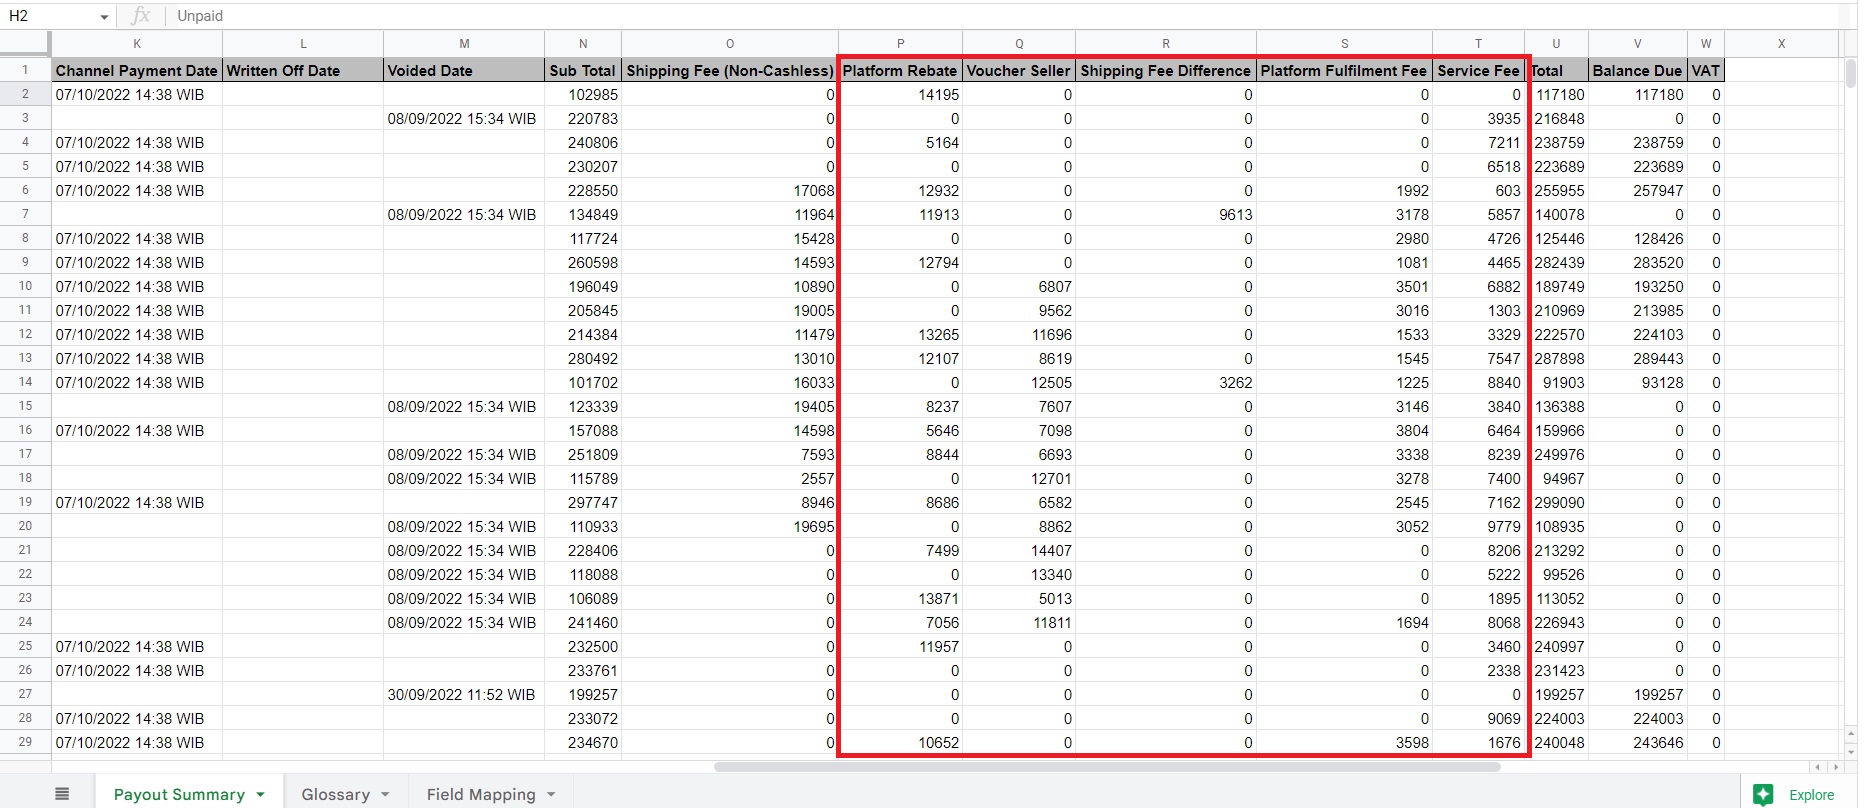 H2 fx Unpaid
K L M N O P Q R S T U V W X
1 Channel Payment Date Written Off Date Voided Date Sub Total Shipping Fee (Non-Cashless) Platform Rebate Voucher Seller Shipping Fee Difference Platform Fulfilment Fee Service Fee Total Balance Due VAT
2 07/10/2022 14:38 WIB 102985 0 14195 0 0 0 0 117180 117180 0
3 08/09/2022 15:34 WIB 220783 0 0 0 0 0 3935 216848 0 0
4 07/10/2022 14:38 WIB 240806 0 5164 0 0 0 7211 238759 238759 0
5 07/10/2022 14:38 WIB 230207 0 0 0 0 0 6518 223689 223689 0
6 07/10/2022 14:38 WIB 228550 17068 12932 0 0 1992 603 255955 257947 0
7 08/09/2022 15:34 WIB 134849 11964 11913 0 9613 3178 5857 140078 0 0
8 07/10/2022 14:38 WIB 117724 15428 0 0 0 2980 4726 125446 128426 0
9 07/10/2022 14:38 WIB 260598 14593 12794 0 0 1081 4465 282439 283520 0
10 07/10/2022 14:38 WIB 196049 10890 0 6807 0 3501 6882 189749 193250 0
11 07/10/2022 14:38 WIB 205845 19005 0 9562 0 3016 1303 210969 213985 0
12 07/10/2022 14:38 WIB 214384 11479 13265 11696 0 1533 3329 222570 224103 0
13 07/10/2022 14:38 WIB 280492 13010 12107 8619 0 1545 7547 287898 289443 0
14 07/10/2022 14:38 WIB 101702 16033 0 12505 3262 1225 8840 91903 93128 0
15 08/09/2022 15:34 WIB 123339 19405 8237 7607 0 3146 3840 136388 0 0
16 07/10/2022 14:38 WIB 157088 14598 5646 7098 0 3804 6464 159966 0 0
17 08/09/2022 15:34 WIB 251809 7593 8844 6693 0 3338 8239 249976 0 0
18 08/09/2022 15:34 WIB 115789 2557 0 12701 0 3278 7400 94967 0 0
19 07/10/2022 14:38 WIB 297747 8946 8686 6582 0 2545 7162 299090 0 0
20 08/09/2022 15:34 WIB 110933 19695 0 8862 0 3052 9779 108935 0 0
21 08/09/2022 15:34 WIB 228406 0 7499 14407 0 0 8206 213292 0 0
22 08/09/2022 15:34 WIB 118088 0 0 13340 0 0 5222 99526 0 0
23 08/09/2022 15:34 WIB 106089 0 13871 5013 0 0 1895 113052 0 0
24 08/09/2022 15:34 WIB 241460 0 7056 11811 0 1694 8068 226943 0 0
25 07/10/2022 14:38 WIB 232500 0 11957 0 0 0 3460 240997 0 0
26 07/10/2022 14:38 WIB 233761 0 0 0 0 0 2338 231423 0 0
27 30/09/2022 11:52 WIB 199257 0 0 0 0 0 0 199257 199257 0
28 07/10/2022 14:38 WIB 233072 0 0 0 0 0 9069 224003 224003 0
29 07/10/2022 14:38 WIB 234670 0 10652 0 0 3598 1676 240048 243646 0
Payout Summary Glossary Field Mapping Explore